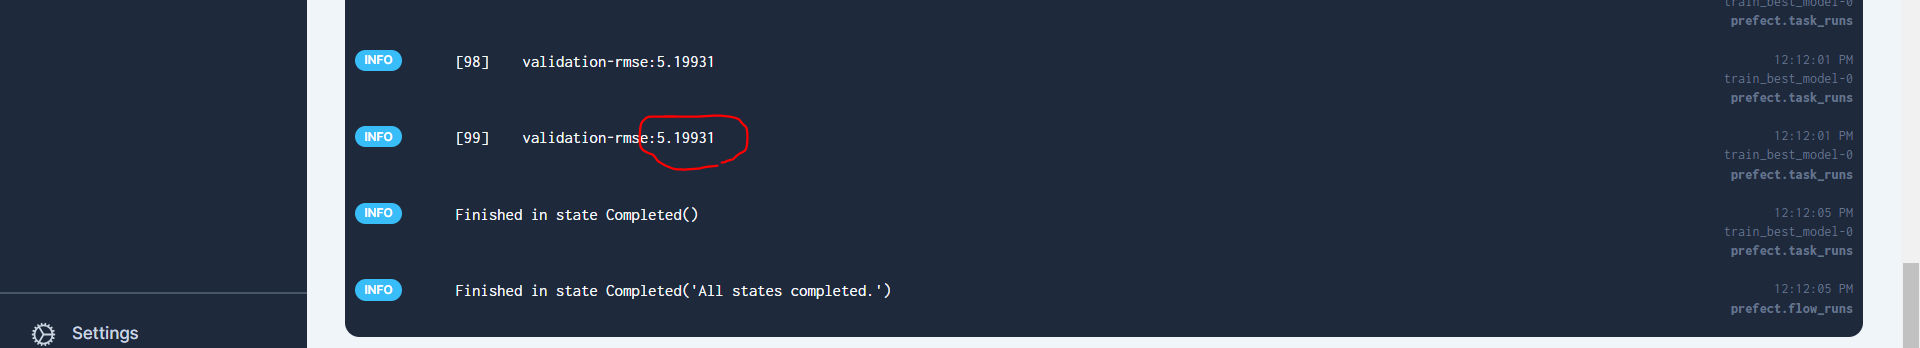 train_best_model-0
prefect.task_runs
INFO [98] validation-rmse:5.19931 12:12:01 PM
train_best_model-0
prefect.task_runs
INFO [99] validation-rmse:5.19931 12:12:01 PM
train_best_model-0
prefect.task_runs
INFO Finished in state Completed() 12:12:05 PM
train_best_model-0
prefect.task_runs
INFO Finished in state Completed('All states completed.') 12:12:05 PM
prefect.flow_runs
Settings